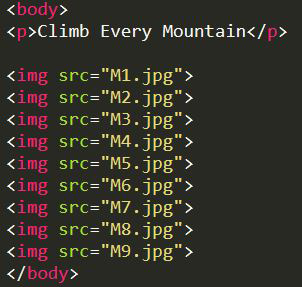 <body>
<p>Climb Every Mountain</p>
<img src="M1.jpg">
<img src="M2.jpg">
<img src="M3.jpg">
<img src="M4.jpg">
<img src="M5.jpg">
<img src="M6.jpg">
<img src="M7.jpg">
<img src="M8.jpg">
<img src="M9.jpg">
</body>